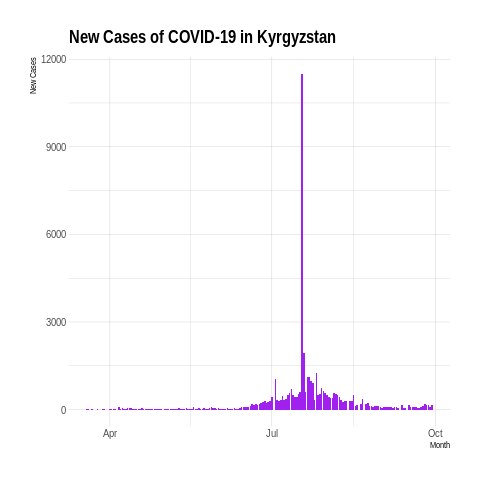 New Cases of COVID-19 in Kyrgyzstan
New Cases
12000
9000
6000
3000
0
Apr
Jul
Oct
Month